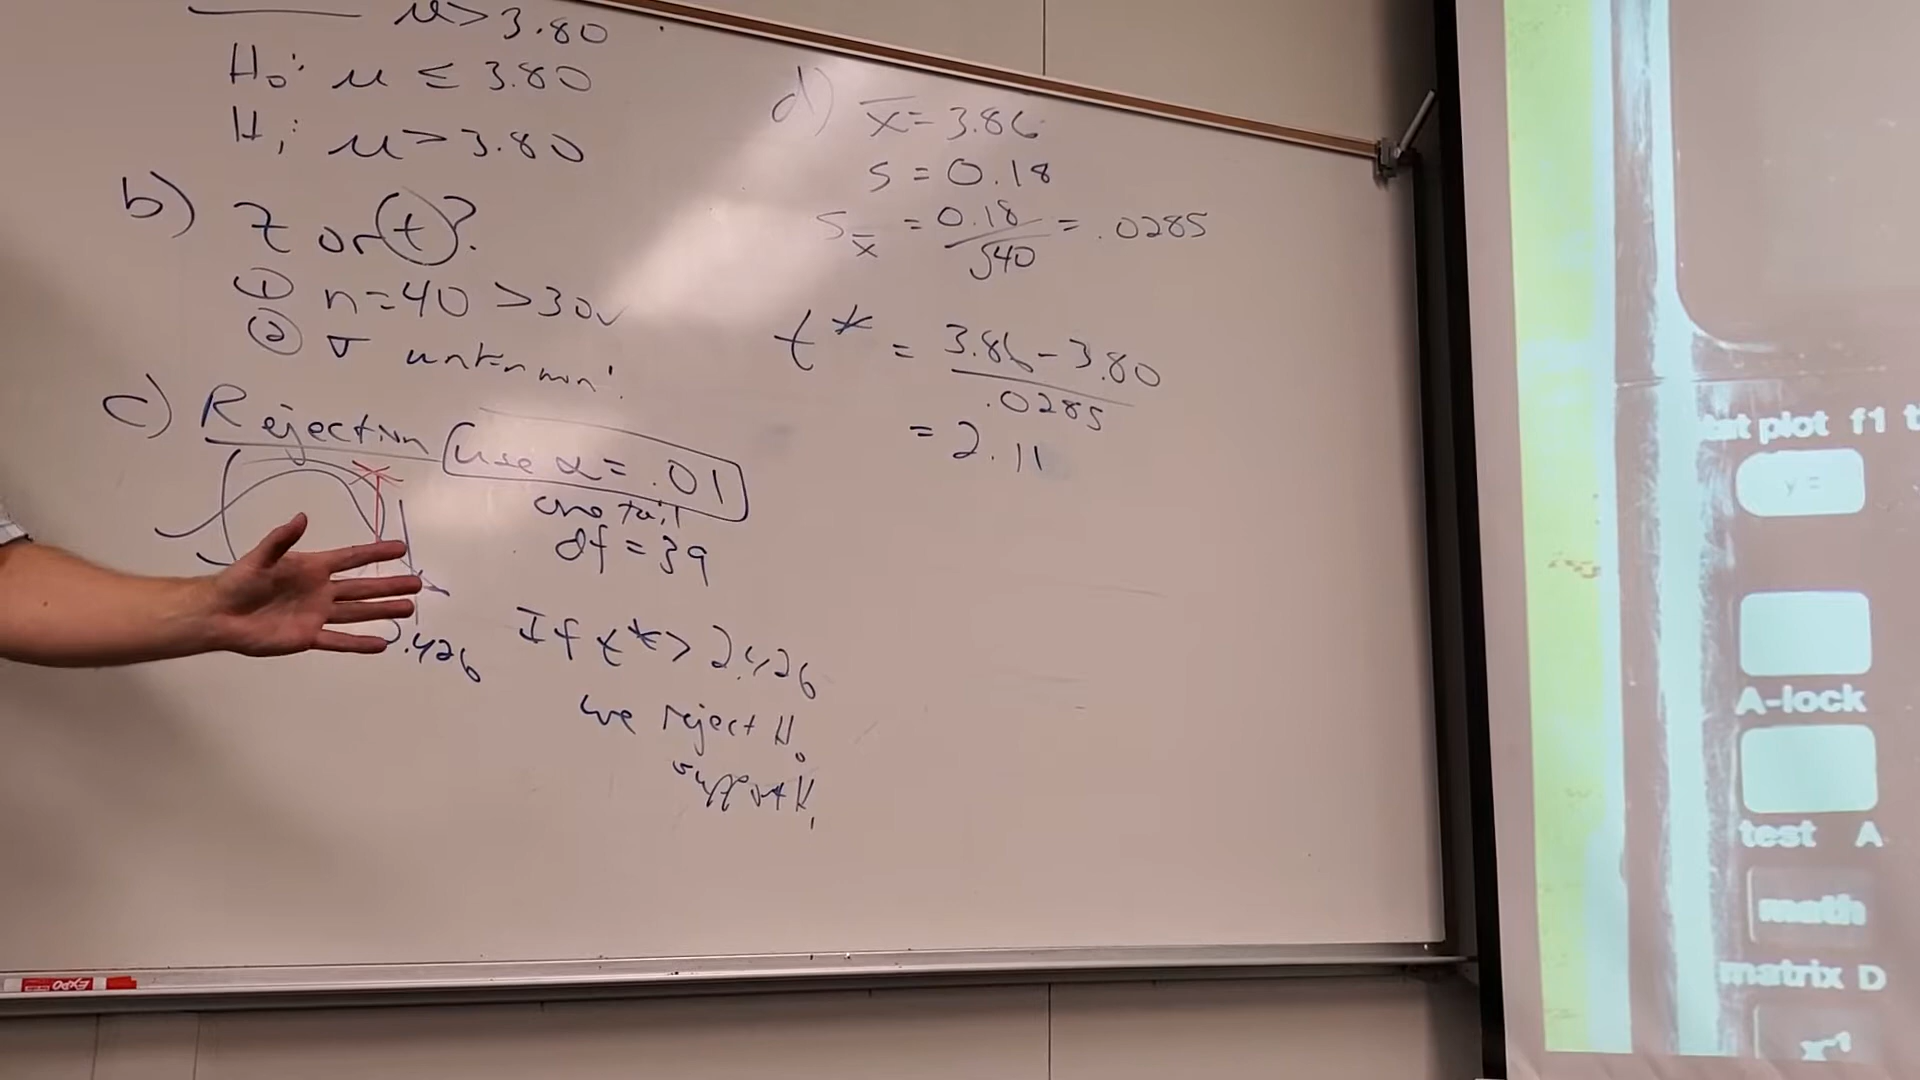 μ > 3.80
H₀: μ ≤ 3.80
H₁: μ > 3.80
b) z or t?
① n = 40 > 30 ✓
② σ unknown!
c) Rejection use α = .01
one tail
df = 39
2.426
If t* > 2.426
we reject H₀
support H₁
d) x̄ = 3.86
s = 0.18
s_x̄ = 0.18/√40 = .0285
t* = 3.86 - 3.80
.0285
= 2.11
EXPO
stat plot f1
y=
A-lock
test A
math
matrix D
x⁻¹